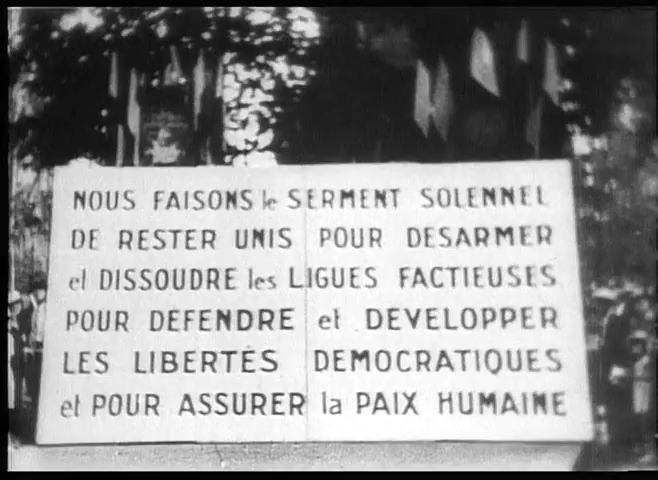 NOUS FAISONS le SERMENT SOLENNEL
DE RESTER UNIS POUR DESARMER
et DISSOUDRE les LIGUES FACTIEUSES
POUR DÉFENDRE et DEVELOPPER
LES LIBERTÉS DEMOCRATIQUES
et POUR ASSURER la PAIX HUMAINE